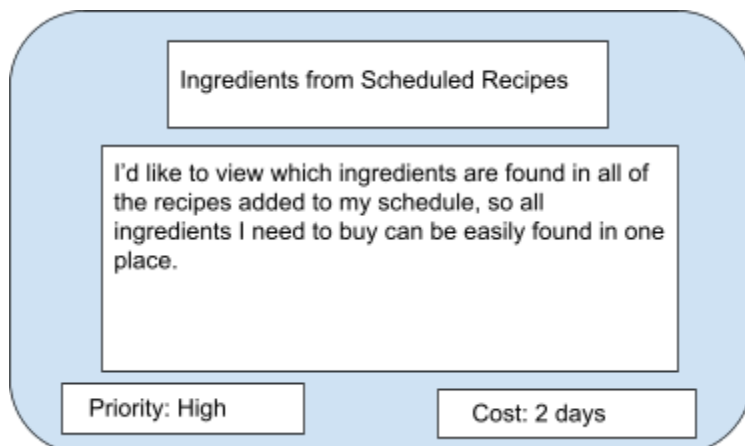 Ingredients from Scheduled Recipes
I'd like to view which ingredients are found in all of
the recipes added to my schedule, so all
ingredients I need to buy can be easily found in one
place.
Priority: High
Cost: 2 days